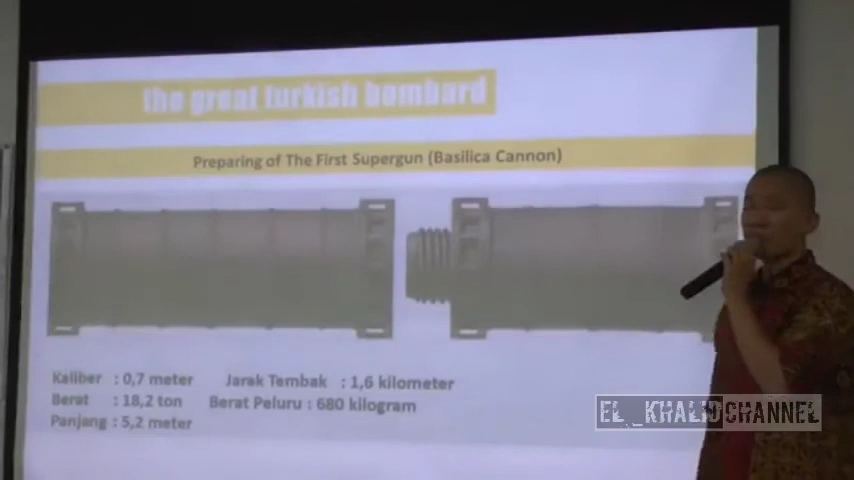 the great turkish bombard
Preparing of The First Supergun (Basilica Cannon)
Kaliber : 0,7 meter Jarak Tembak : 1,6 kilometer
Berat : 18,2 ton Berat Peluru : 680 kilogram
Panjang : 5,2 meter
EL_KHALID CHANNEL